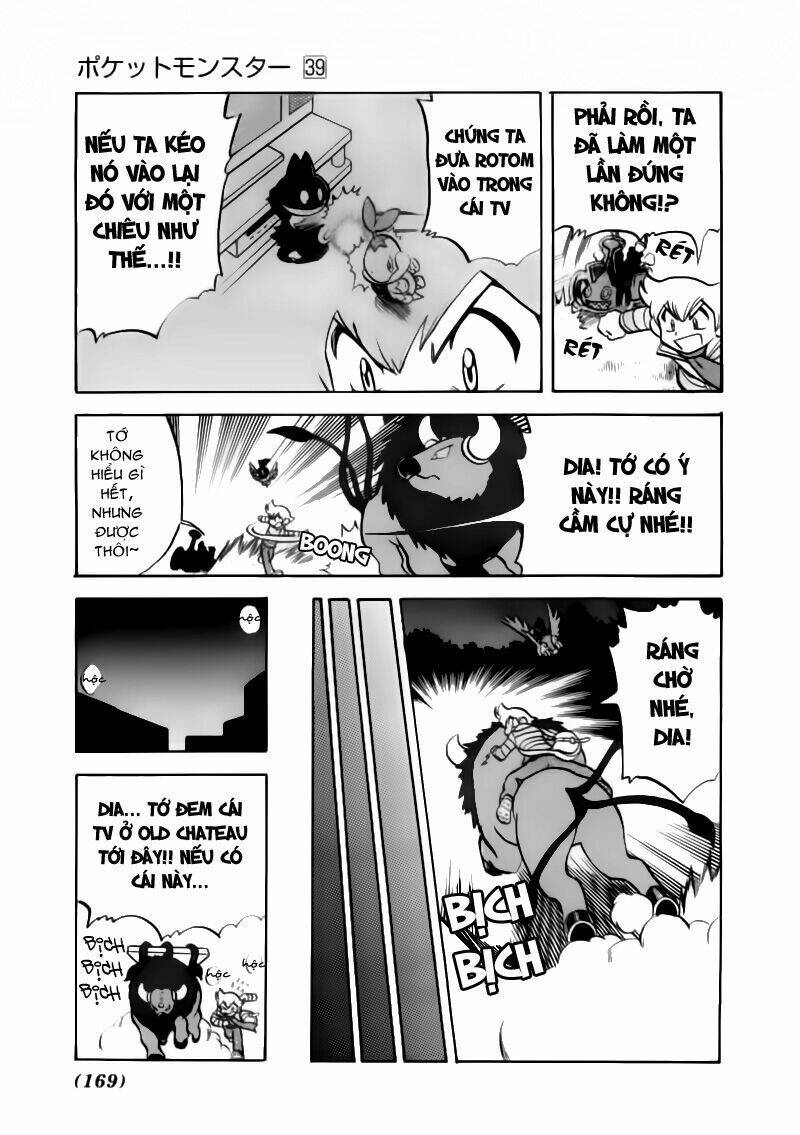 ポケットモンスター 39
PHẢI RỒI, TA
ĐÃ LÀM MỘT
LẦN ĐÚNG
KHÔNG!?
RÉT
RÉT
CHÚNG TA
ĐƯA ROTOM
VÀO TRONG
CÁI TV
NẾU TA KÉO
NÓ VÀO LẠI
ĐÓ VỚI MỘT
CHIÊU NHƯ
THẾ...!!
DIA! TỚ CÓ Ý
NÀY!! RÁNG
CẦM CỰ NHÉ!!
BOONG
TỚ
KHÔNG
HIỂU GÌ
HẾT,
NHƯNG
ĐƯỢC
THÔI~
RÁNG
CHỜ
NHÉ,
DIA!
BỊCH
BỊCH
hộc
hộc
DIA... TỚ ĐEM CÁI
TV Ở OLD CHATEAU
TỚI ĐÂY!! NẾU CÓ
CÁI NÀY...
BỊCH
BỊCH
BỊCH
hộc
hộc
(169)